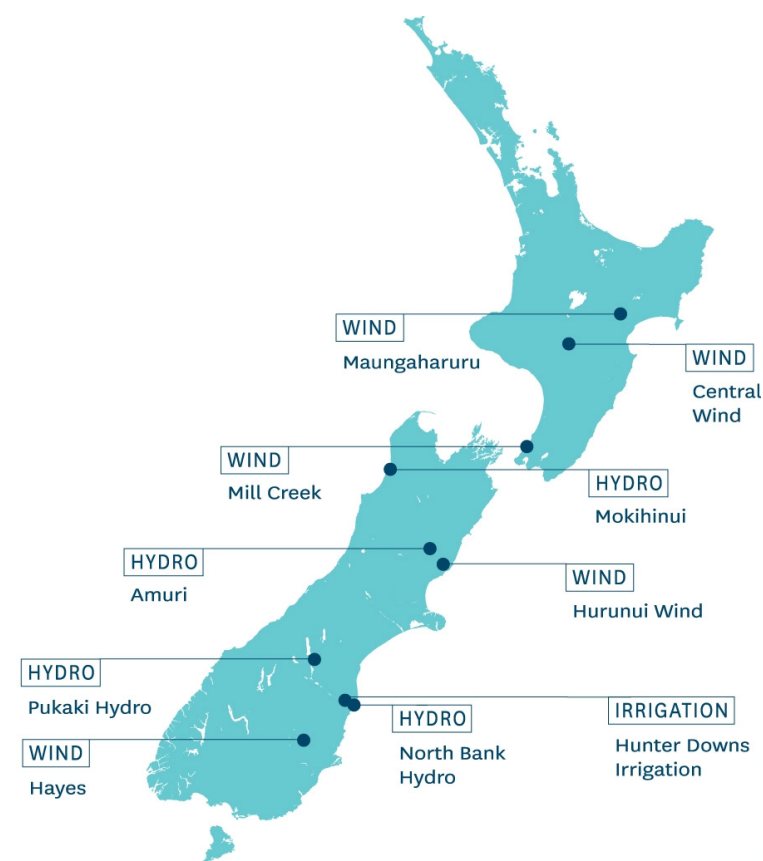 WIND
Maungaharuru
WIND
Central
Wind
WIND
Mill Creek
HYDRO
Mokihinui
HYDRO
Amuri
WIND
Hurunui Wind
HYDRO
Pukaki Hydro
HYDRO
North Bank
Hydro
IRRIGATION
Hunter Downs
Irrigation
WIND
Hayes